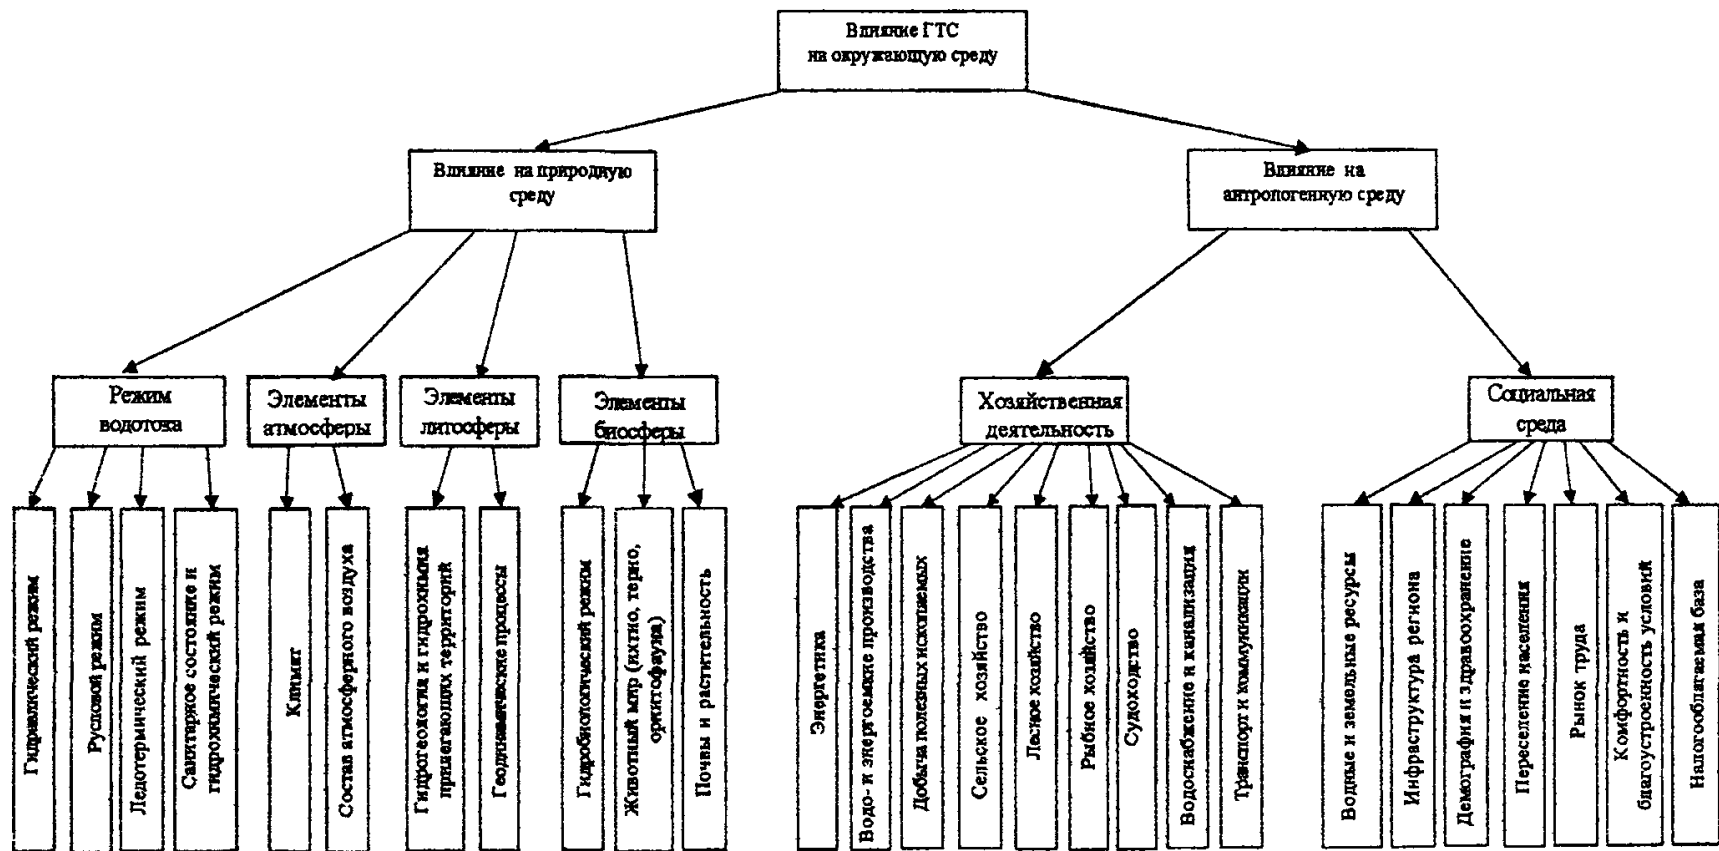 Влияние ГТС
на окружающую среду
Влияние на природную
среду
Влияние на
антропогенную среду
Режим
водотока
Элементы
атмосферы
Элементы
литосферы
Элементы
биосферы
Хозяйственная
деятельность
Социальная
среда
Гидравлический режим
Русловой режим
Ледотермический режим
Санитарное состояние и
гидрохимический режим
Климат
Состав атмосферного воздуха
Гидрогеология и гидрохимия
прилегающих территорий
Геодинамические процессы
Гидробиологический режим
Животный мир (ихтио, терио,
орнитофауна)
Почвы и растительность
Энергетика
Водо- и энергоемкие производства
Добыча полезных ископаемых
Сельское хозяйство
Лесное хозяйство
Рыбное хозяйство
Судоходство
Водоснабжение и канализация
Транспорт и коммуникации
Водные и земельные ресурсы
Инфраструктура региона
Демография и здравоохранение
Переселение населения
Рынок труда
Комфортность и
благоустроенность условий
Налогооблагаемая база